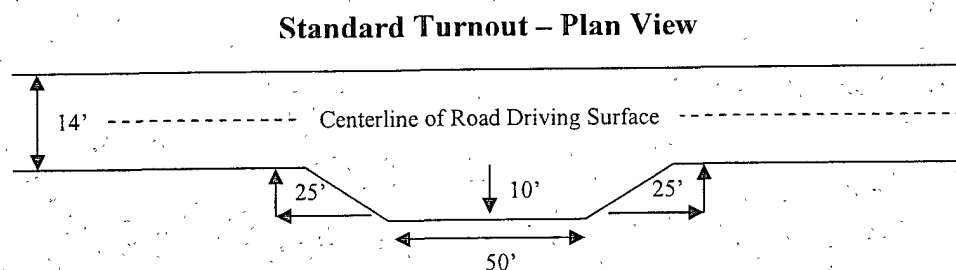 Standard Turnout – Plan View
14’
Centerline of Road Driving Surface
25’
10’
25’
50’